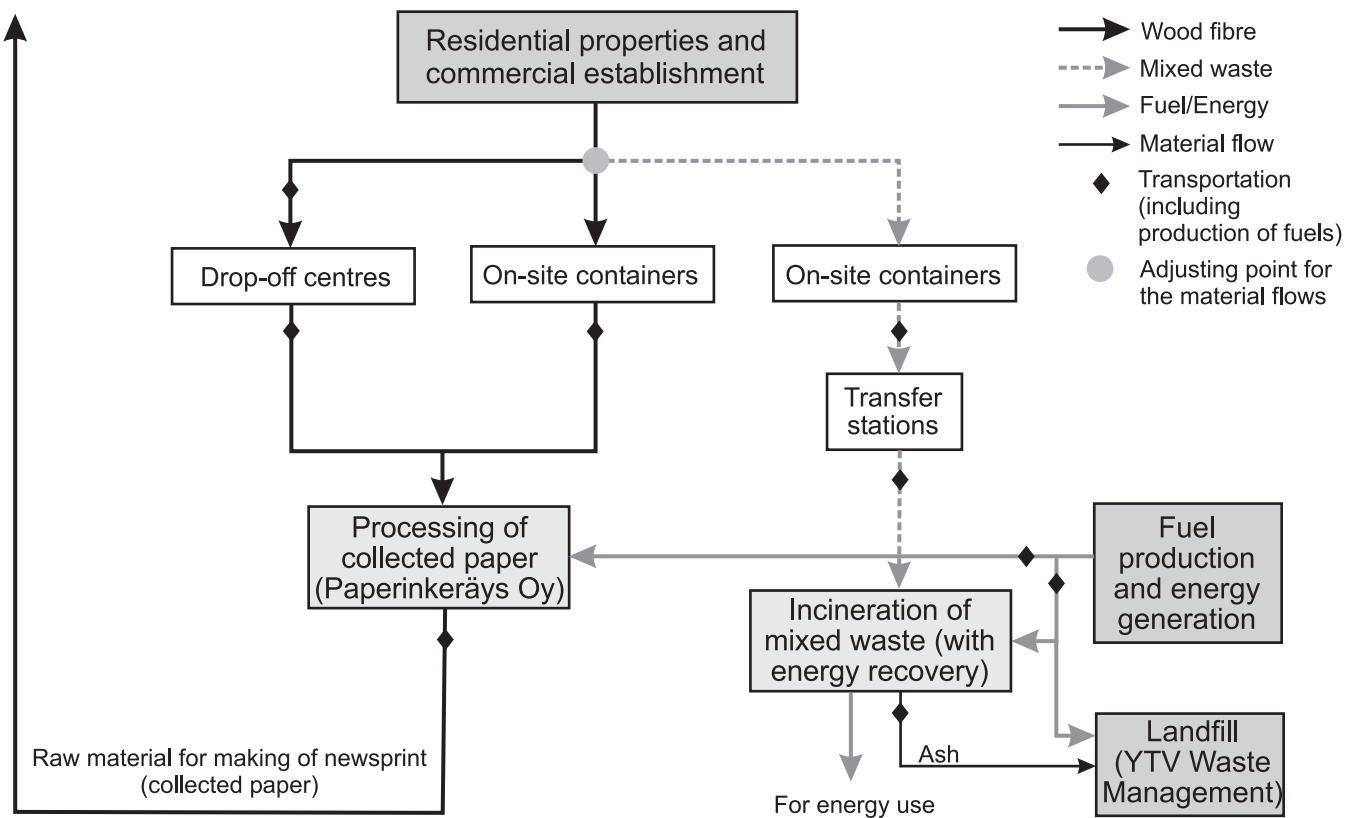 Residential properties and
commercial establishment
Wood fibre
Mixed waste
Fuel/Energy
Material flow
Transportation
(including
production of fuels)
Adjusting point for
the material flows
Drop-off centres
On-site containers
On-site containers
Transfer
stations
Processing of
collected paper
(Paperinkeräys Oy)
Fuel
production
and energy
generation
Incineration of
mixed waste (with
energy recovery)
Landfill
(YTV Waste
Management)
Raw material for making of newsprint
(collected paper)
Ash
For energy use